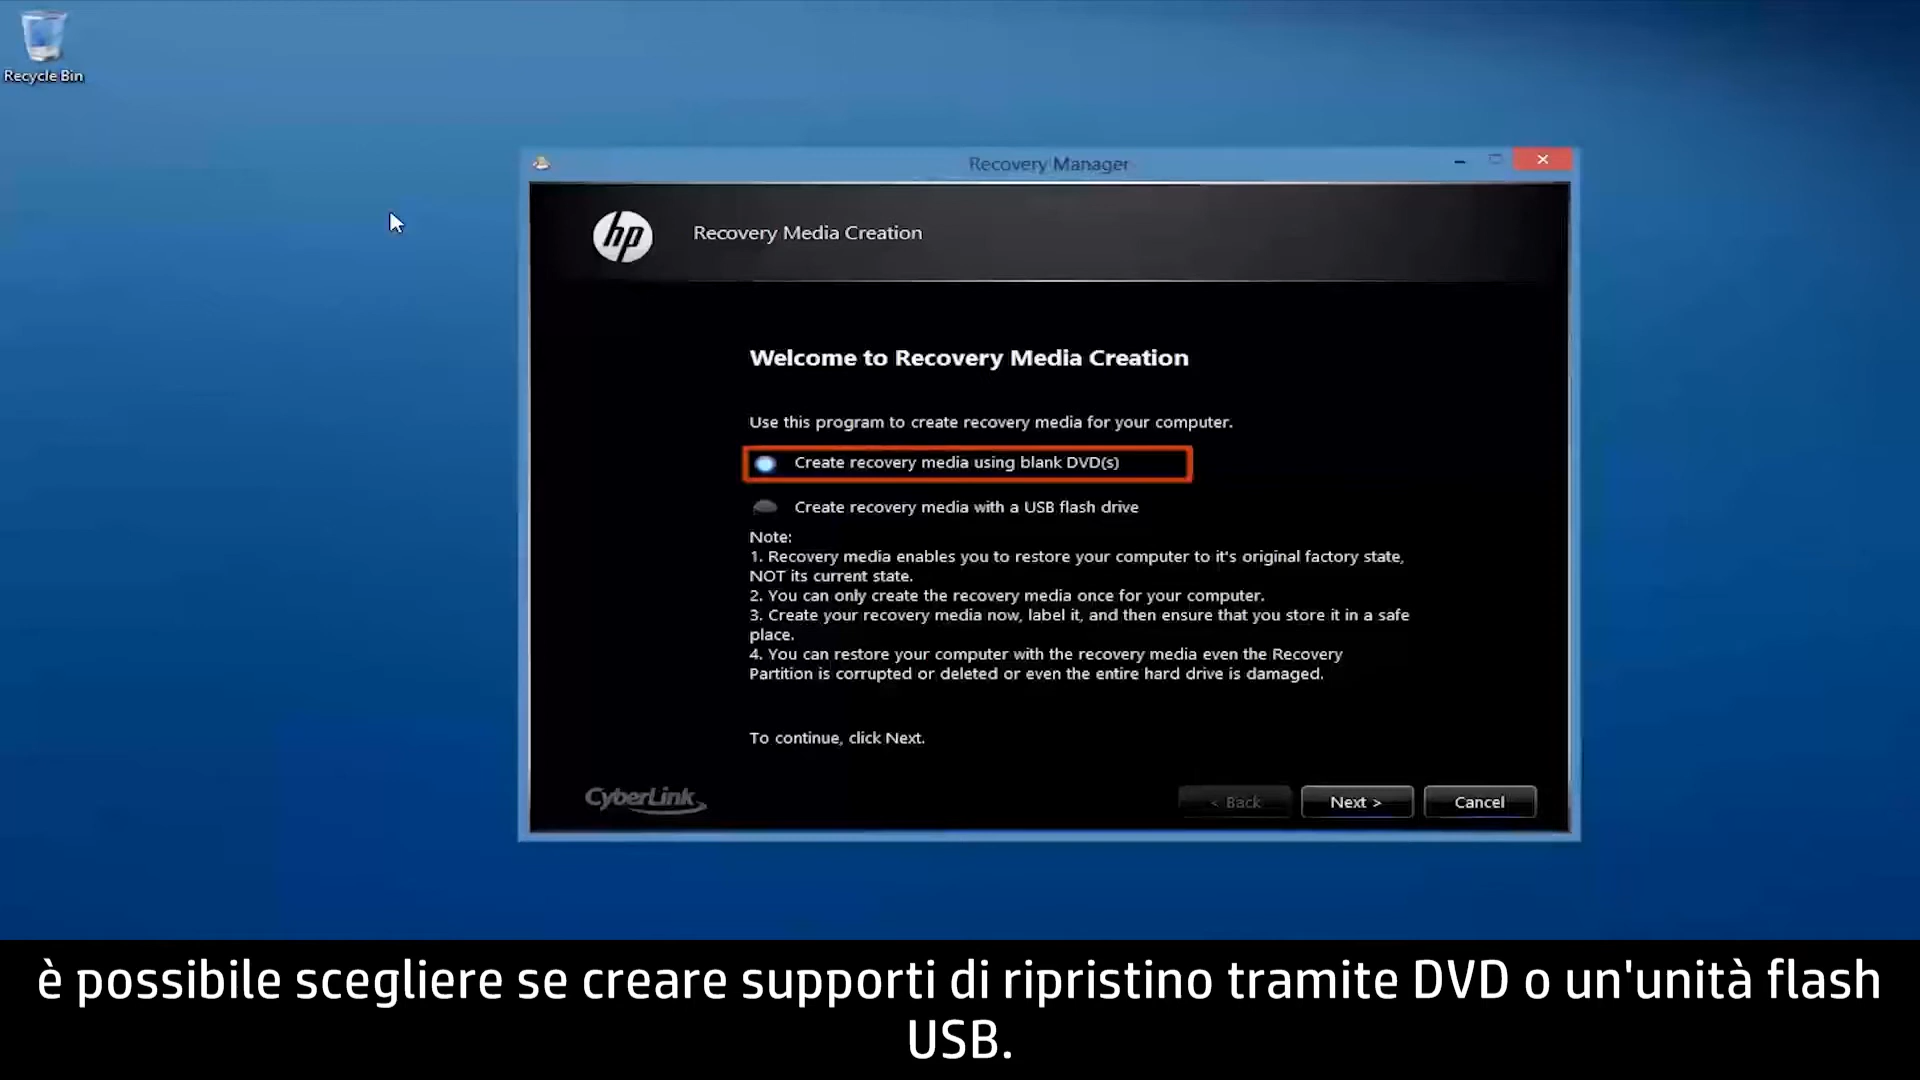 Recycle Bin
Recovery Manager
hp
Recovery Media Creation
Welcome to Recovery Media Creation
Use this program to create recovery media for your computer.
Create recovery media using blank DVD(s)
Create recovery media with a USB flash drive
Note:
1. Recovery media enables you to restore your computer to it's original factory state,
NOT its current state.
2. You can only create the recovery media once for your computer.
3. Create your recovery media now, label it, and then ensure that you store it in a safe
place.
4. You can restore your computer with the recovery media even the Recovery
Partition is corrupted or deleted or even the entire hard drive is damaged.
To continue, click Next.
CyberLink
< Back
Next >
Cancel
è possibile scegliere se creare supporti di ripristino tramite DVD o un'unità flash
USB.